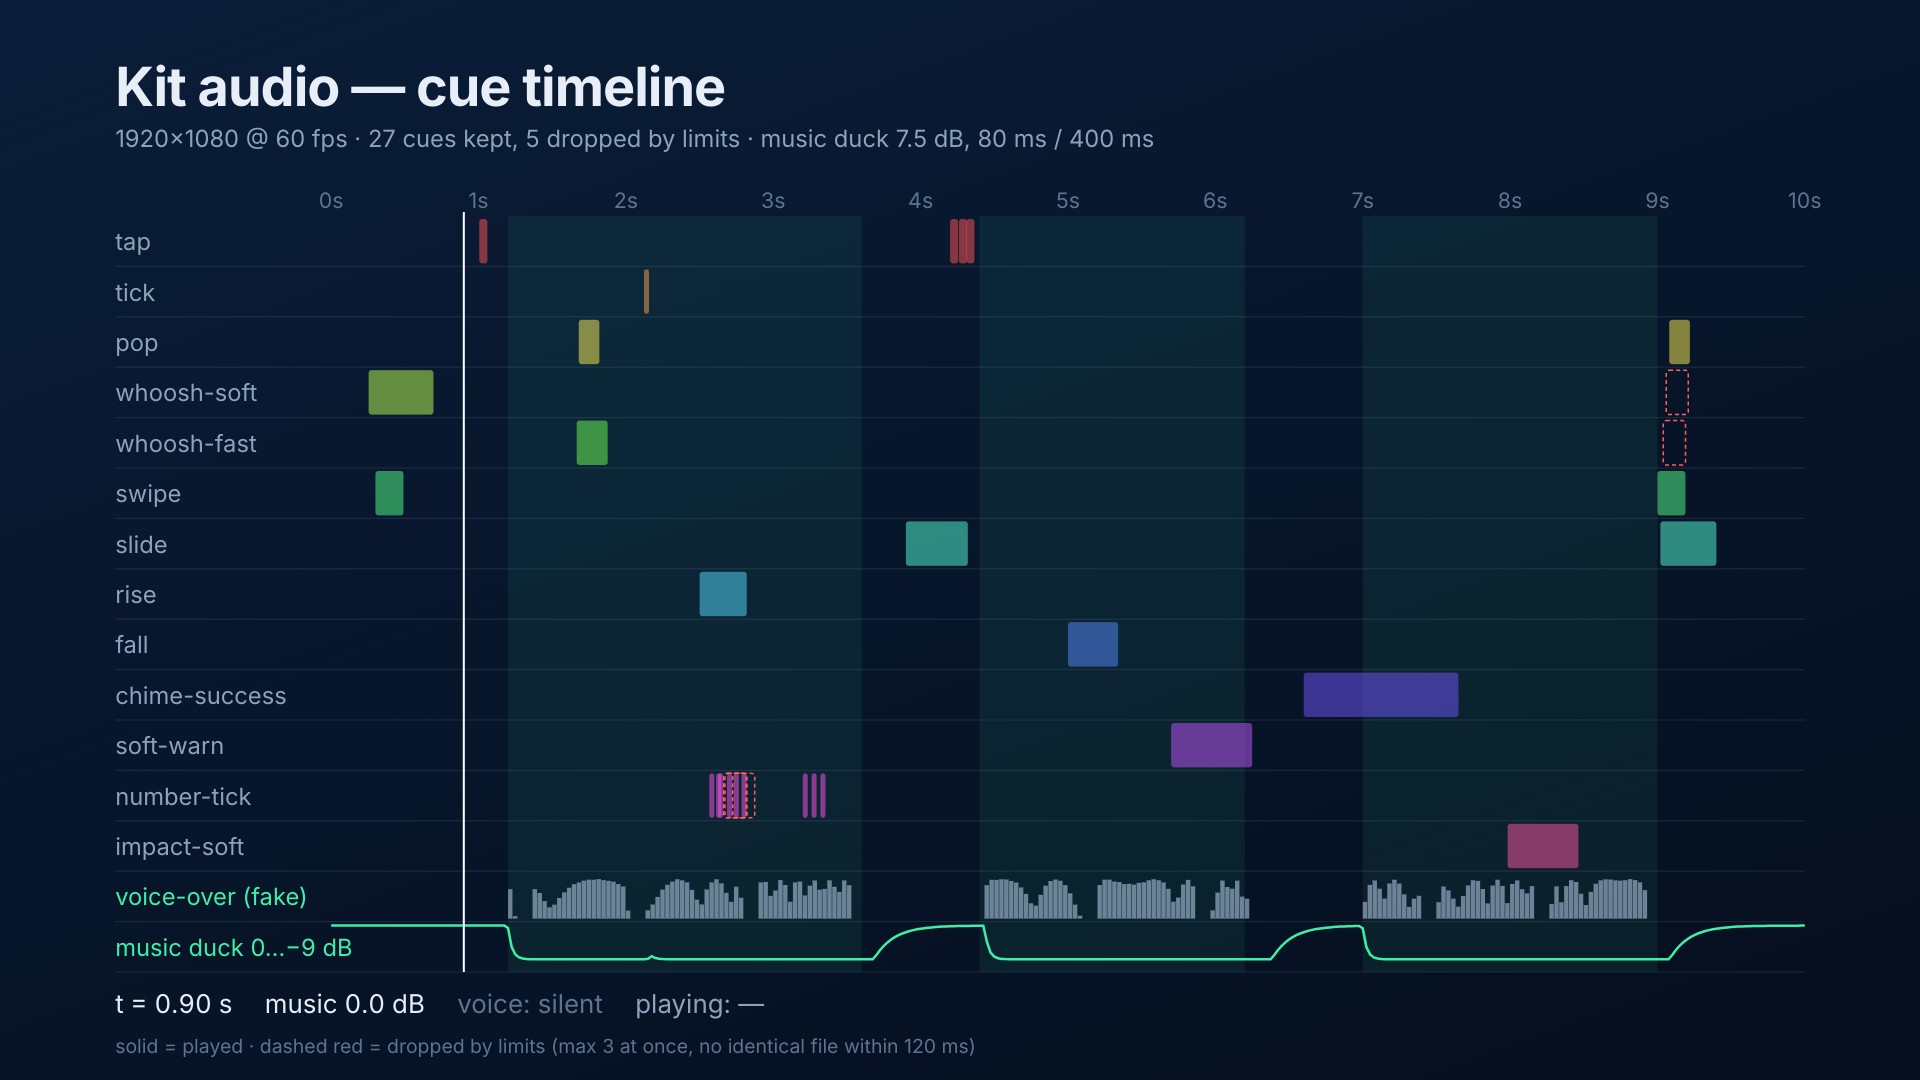 Kit audio — cue timeline
1920×1080 @ 60 fps · 27 cues kept, 5 dropped by limits · music duck 7.5 dB, 80 ms / 400 ms
0s 1s 2s 3s 4s 5s 6s 7s 8s 9s 10s
tap
tick
pop
whoosh-soft
whoosh-fast
swipe
slide
rise
fall
chime-success
soft-warn
number-tick
impact-soft
voice-over (fake)
music duck 0…−9 dB
t = 0.90 s music 0.0 dB voice: silent playing: —
solid = played · dashed red = dropped by limits (max 3 at once, no identical file within 120 ms)